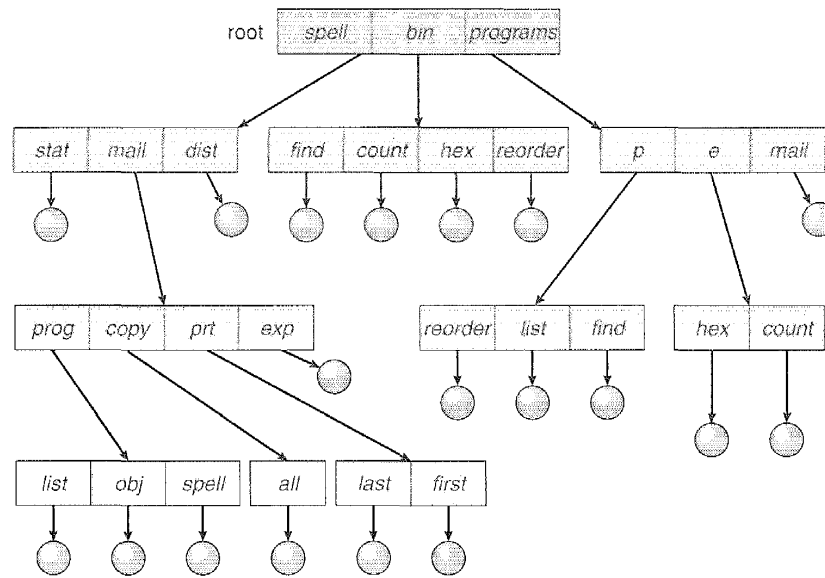 root spell bin programs
stat mail dist find count hex reorder p e mail
prog copy prt exp reorder list find hex count
list obj spell all last first